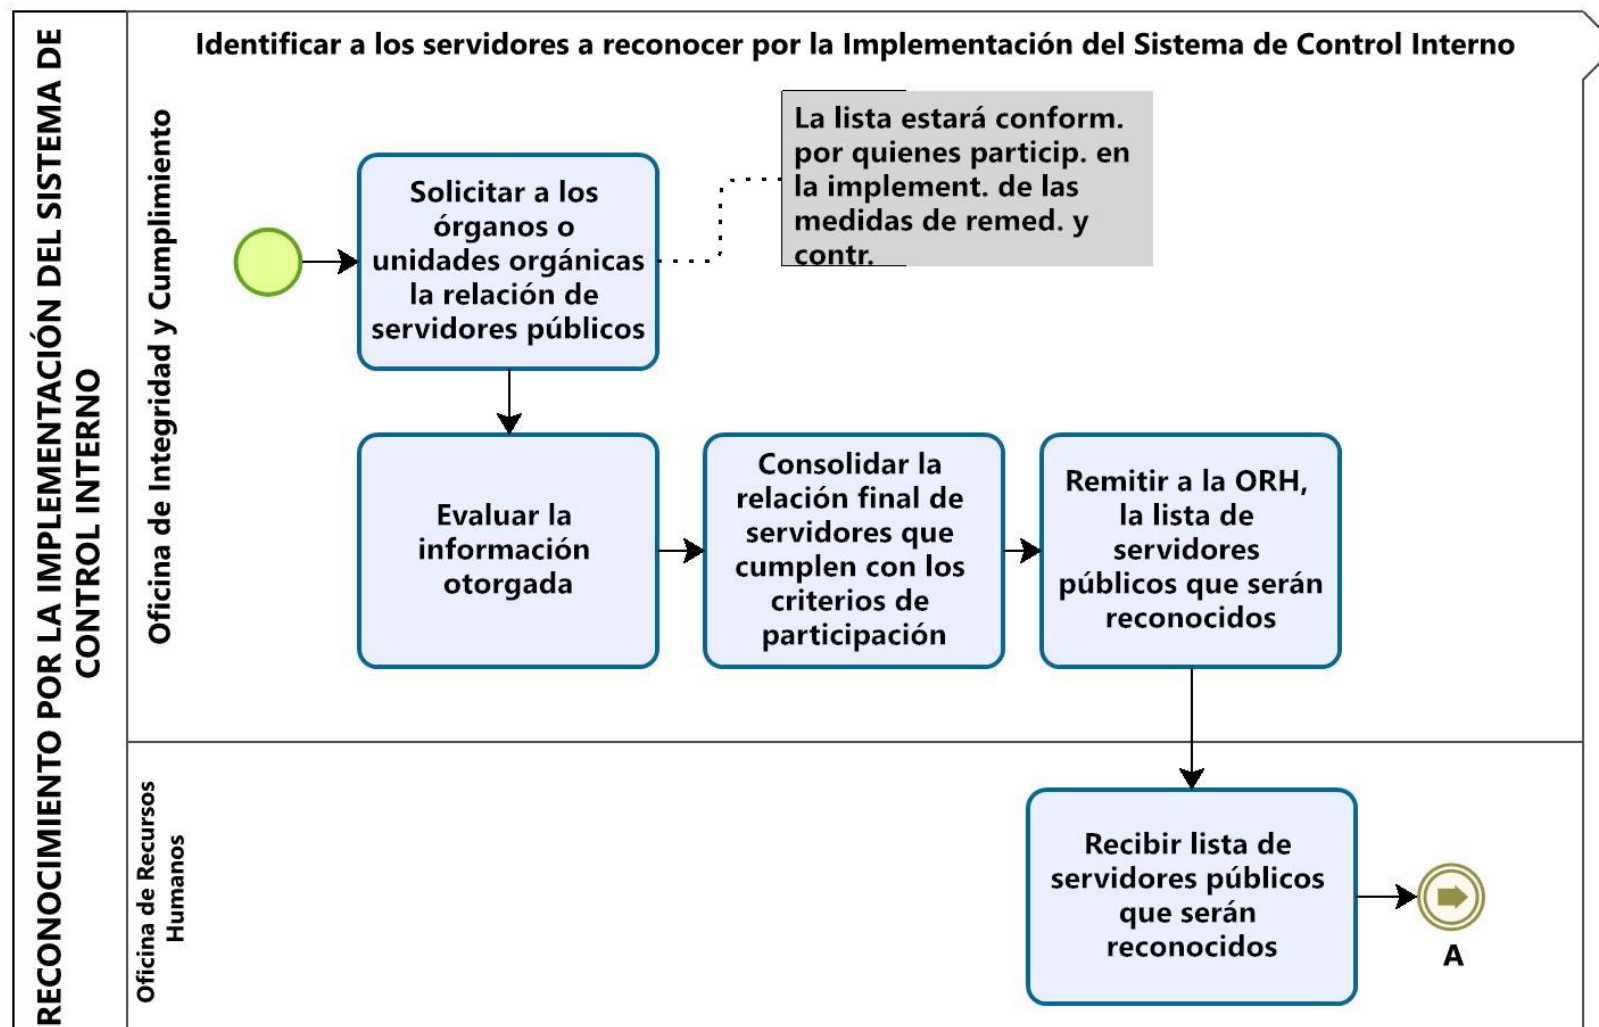 RECONOCIMIENTO POR LA IMPLEMENTACIÓN DEL SISTEMA DE
CONTROL INTERNO
Identificar a los servidores a reconocer por la Implementación del Sistema de Control Interno
Oficina de Integridad y Cumplimiento
La lista estará conform.
por quienes particip. en
la implement. de las
medidas de remed. y
contr.
Solicitar a los
órganos o
unidades orgánicas
la relación de
servidores públicos
Evaluar la
información
otorgada
Consolidar la
relación final de
servidores que
cumplen con los
criterios de
participación
Remitir a la ORH,
la lista de
servidores
públicos que serán
reconocidos
Oficina de Recursos
Humanos
Recibir lista de
servidores públicos
que serán
reconocidos
A